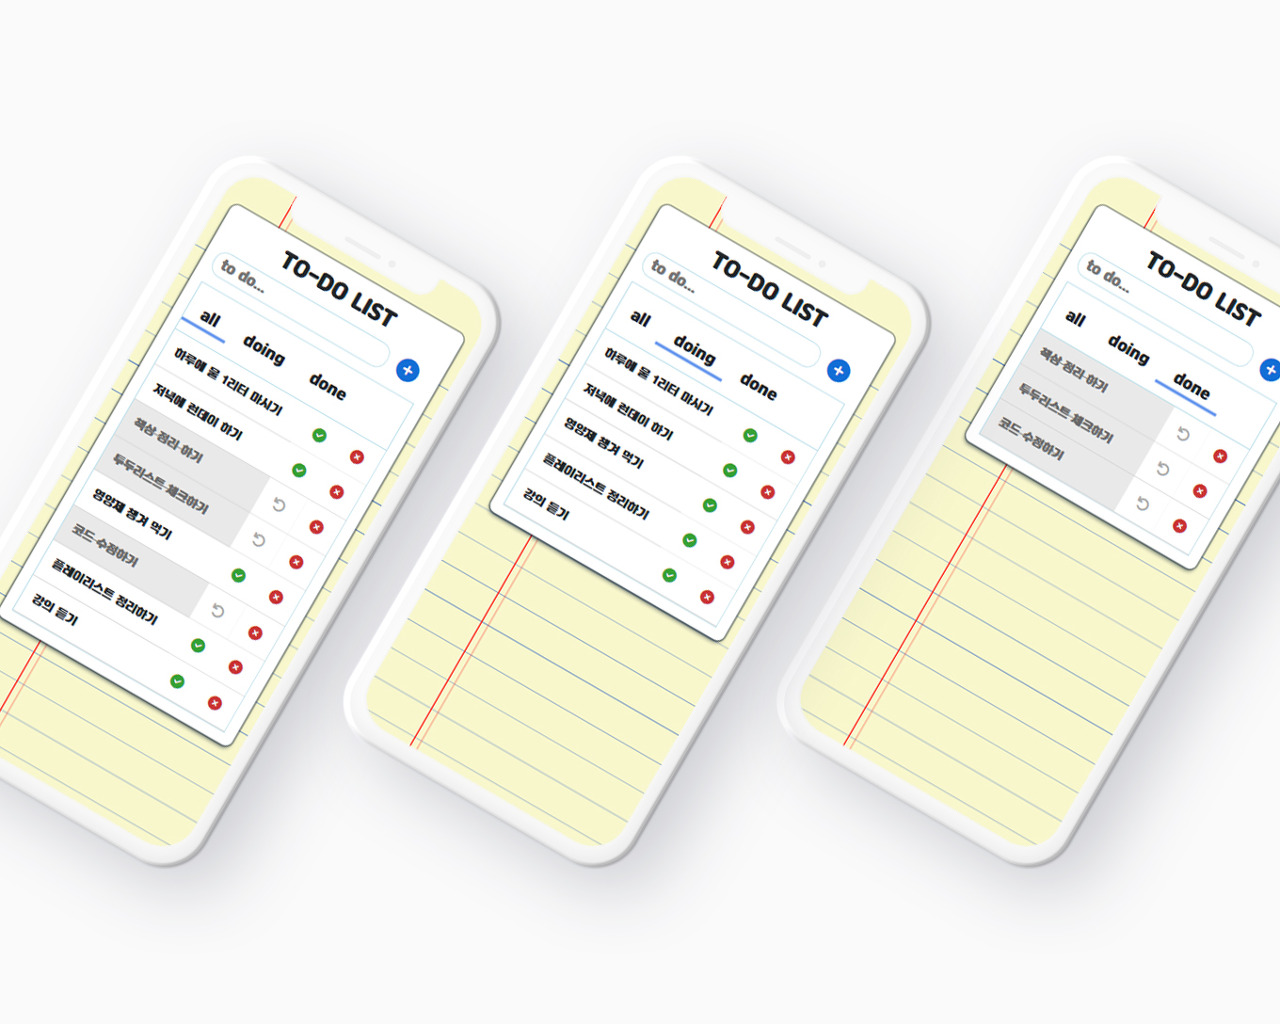 TO-DO LIST
to do...
all doing done
하루에 물 1리터 마시기
저녁에 런데이 하기
책상 정리 하기
투두리스트 체크하기
영양제 챙겨 먹기
코드 수정하기
플레이리스트 정리하기
강의 듣기
TO-DO LIST
to do...
all doing done
하루에 물 1리터 마시기
저녁에 런데이 하기
영양제 챙겨 먹기
플레이리스트 정리하기
강의 듣기
TO-DO LIST
to do...
all doing done
책상 정리 하기
투두리스트 체크하기
코드 수정하기